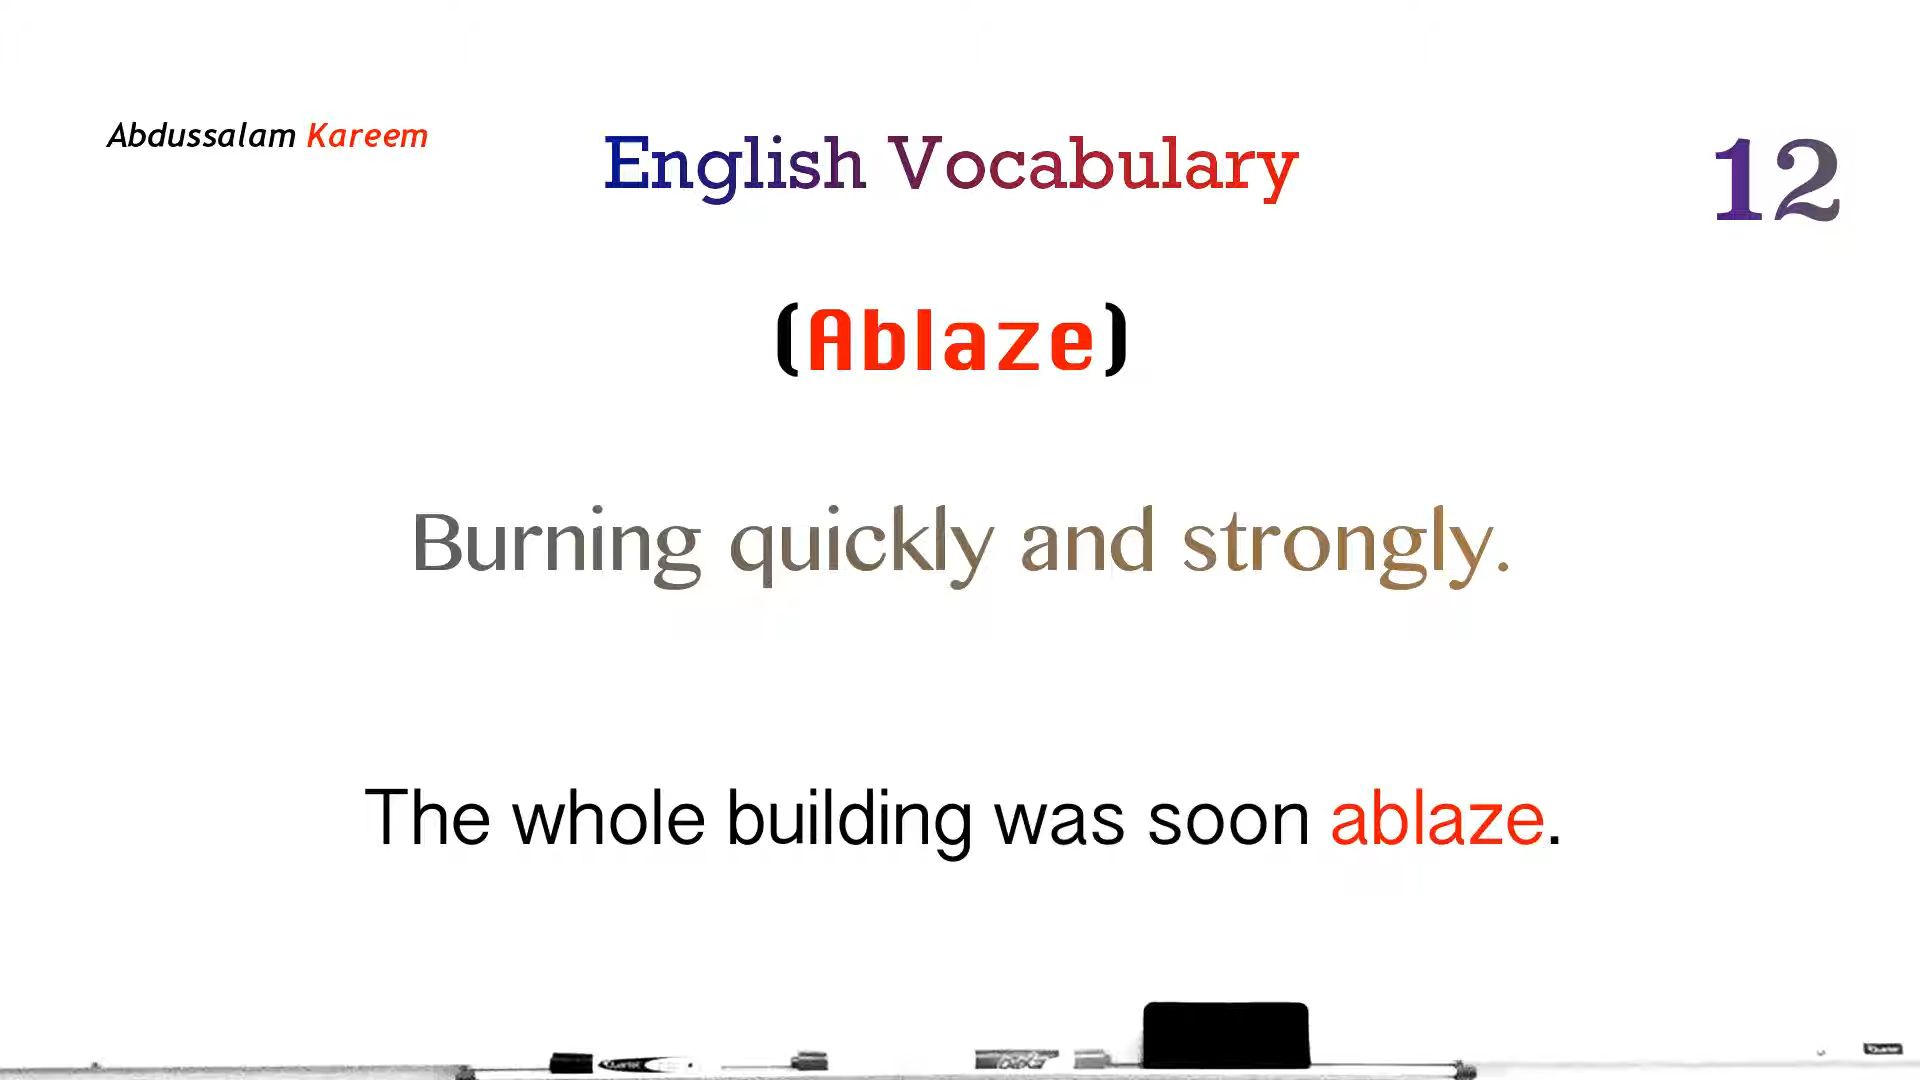 Abdussalam Kareem
English Vocabulary
12
(Ablaze)
Burning quickly and strongly.
The whole building was soon ablaze.